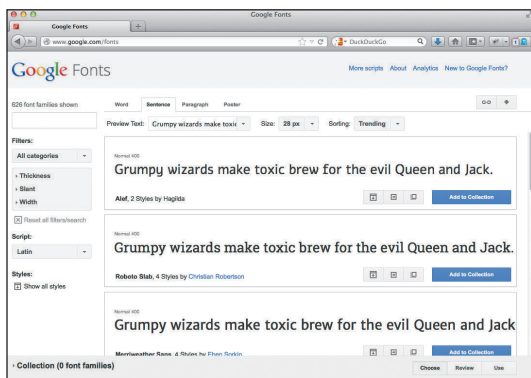 Google Fonts
Google Fonts
www.google.com/fonts
DuckDuckGo
Google Fonts
More scripts About Analytics New to Google Fonts?
626 font families shown
Word Sentence Paragraph Poster
Preview Text: Grumpy wizards make toxic Size: 28 px Sorting: Trending
Filters:
All categories
› Thickness
› Slant
› Width
Reset all filters/search
Script:
Latin
Styles:
Show all styles
Normal 400
Grumpy wizards make toxic brew for the evil Queen and Jack.
Alef, 2 Styles by Hagilda
Add to Collection
Normal 400
Grumpy wizards make toxic brew for the evil Queen and Jack.
Roboto Slab, 4 Styles by Christian Robertson
Add to Collection
Normal 400
Grumpy wizards make toxic brew for the evil Queen and Jack
Merriweather Sans, 4 Styles by Eben Sorkin
Add to Collection
› Collection (0 font families)
Choose Review Use